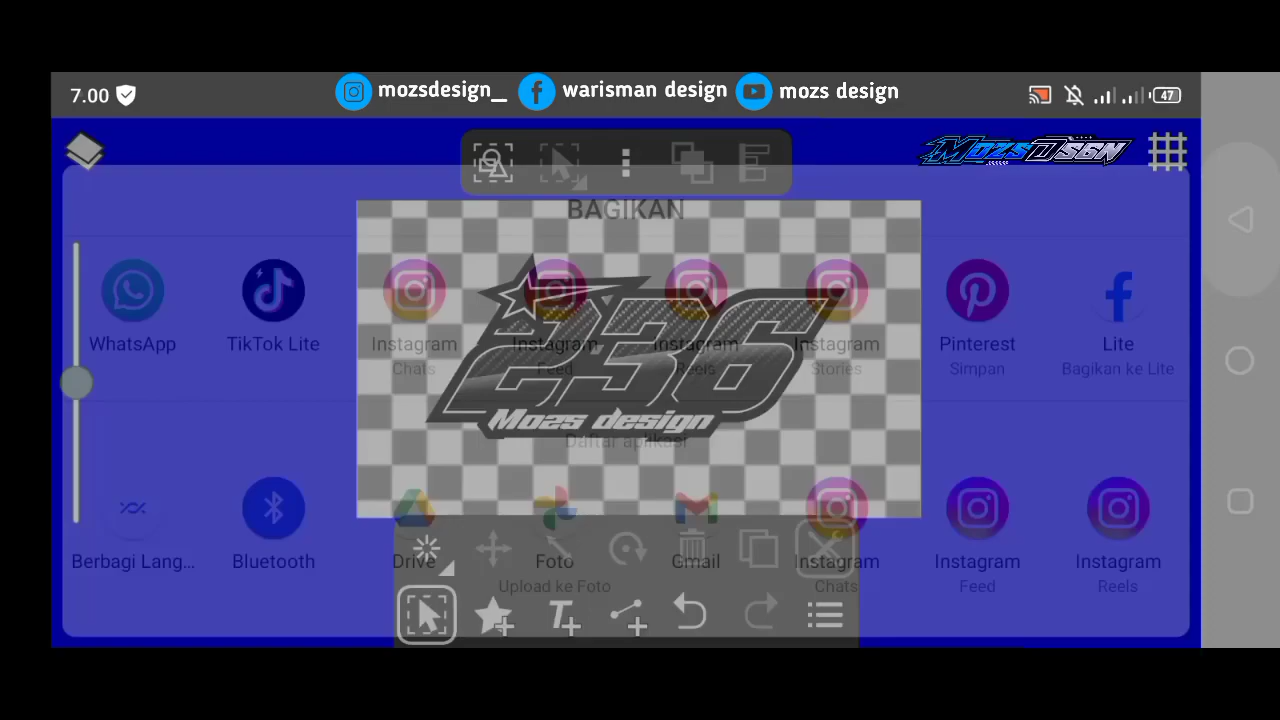 mozsdesign_ warisman design mozs design
7.00 47
MOZSDSGN
BAGIKAN
236
Mozs design
WhatsApp TikTok Lite Instagram Instagram Instagram Instagram Pinterest Lite
Chats Feed Reels Stories Simpan Bagikan ke Lite
Daftar aplikasi
Berbagi Lang... Bluetooth Drive Foto Gmail Instagram Instagram Instagram
Upload ke Foto Chats Feed Reels